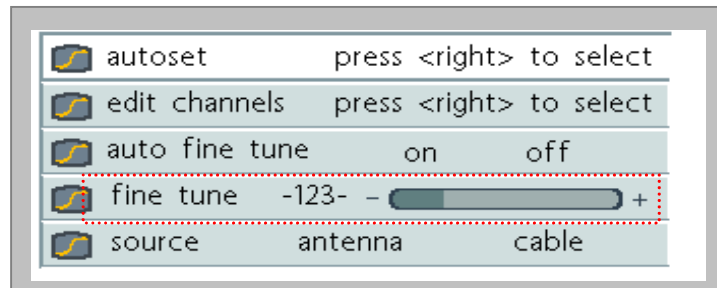 autoset press <right> to select
edit channels press <right> to select
auto fine tune on off
fine tune -123- – +
source antenna cable